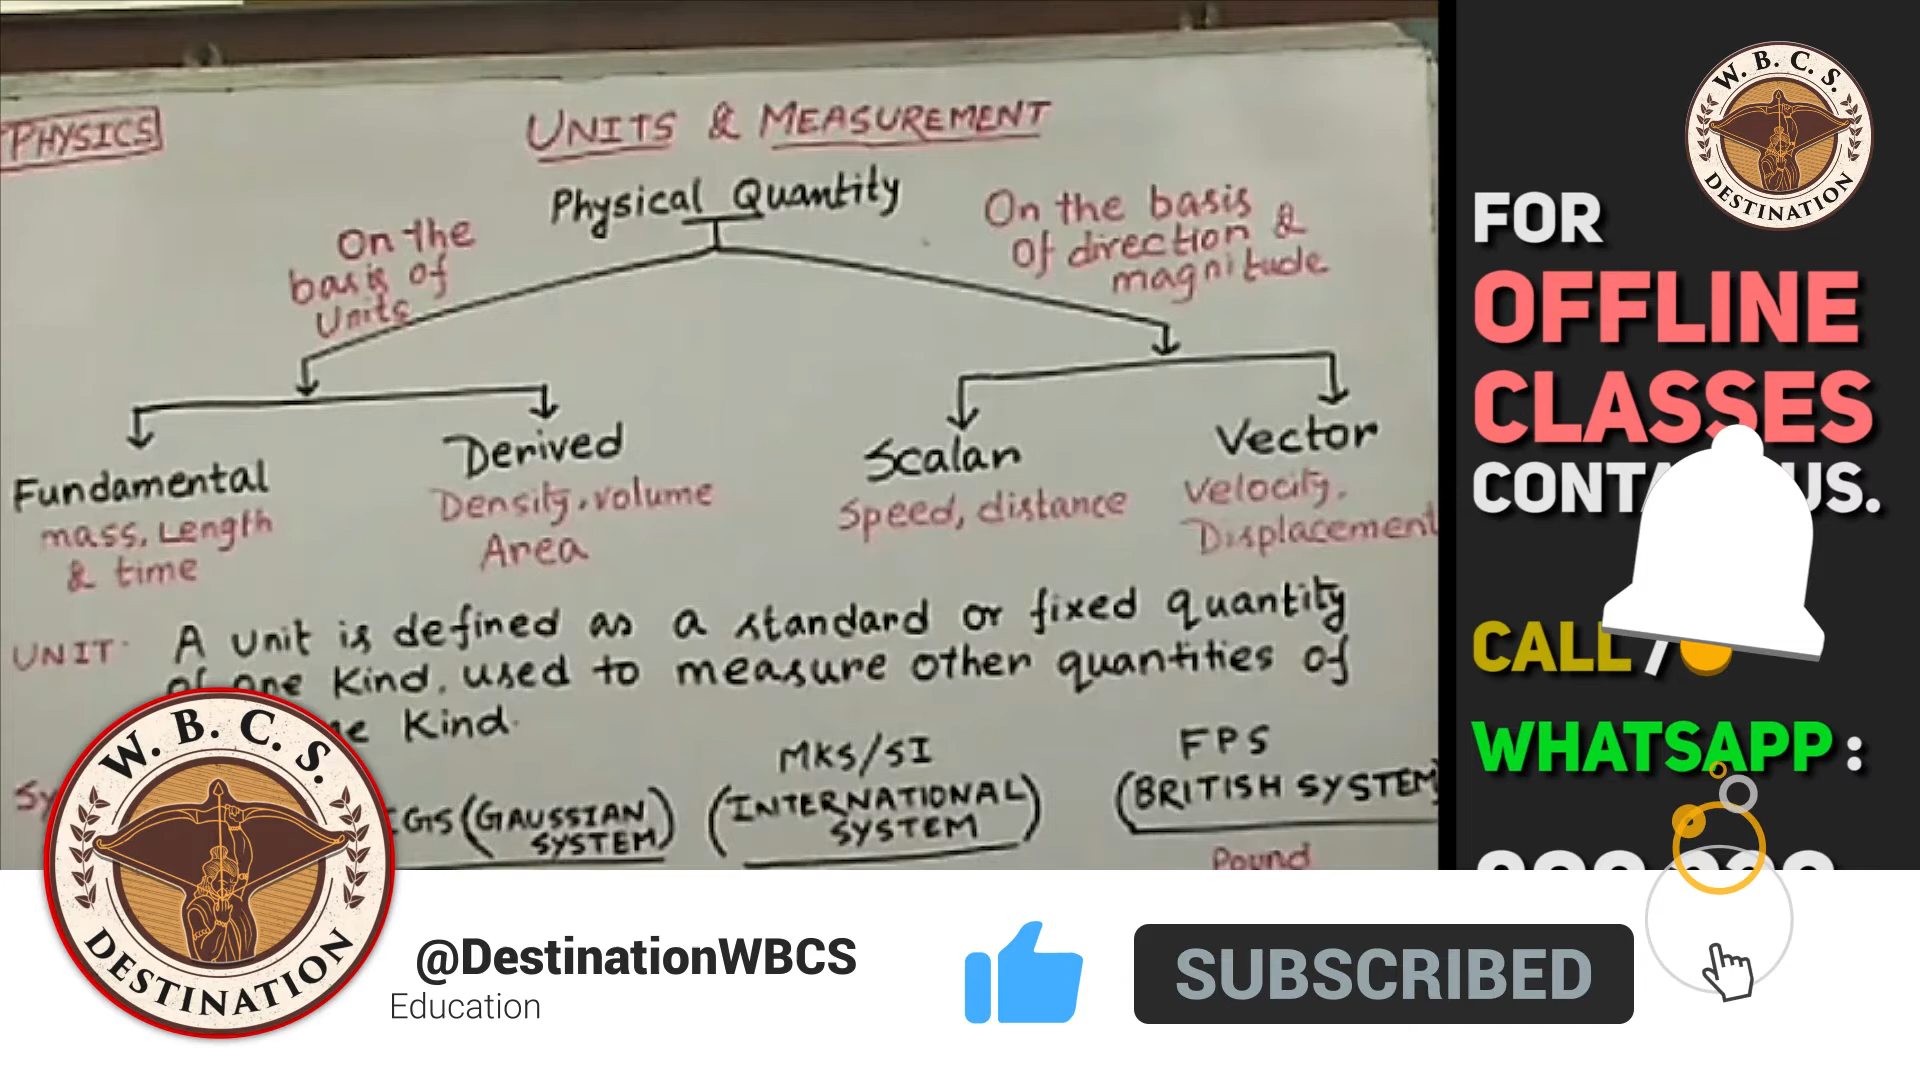 PHYSICS
UNITS & MEASUREMENT
Physical Quantity
On the
basis of
Units
On the basis
Of direction &
magnitude
Fundamental
mass, Length
& time
Derived
Density, volume
Area
Scalar
Speed, distance
Vector
Velocity,
Displacement
UNIT: A unit is defined as a standard or fixed quantity
of one Kind, used to measure other quantities of
Kind.
CGS (GAUSSIAN
SYSTEM)
MKS/SI
(INTERNATIONAL
SYSTEM)
FPS
(BRITISH SYSTEM)
Pound
W. B. C. S.
DESTINATION
FOR
OFFLINE
CLASSES
US.
CALL /
WHATSAPP :
W. B. C. S.
DESTINATION
@DestinationWBCS
Education
SUBSCRIBED